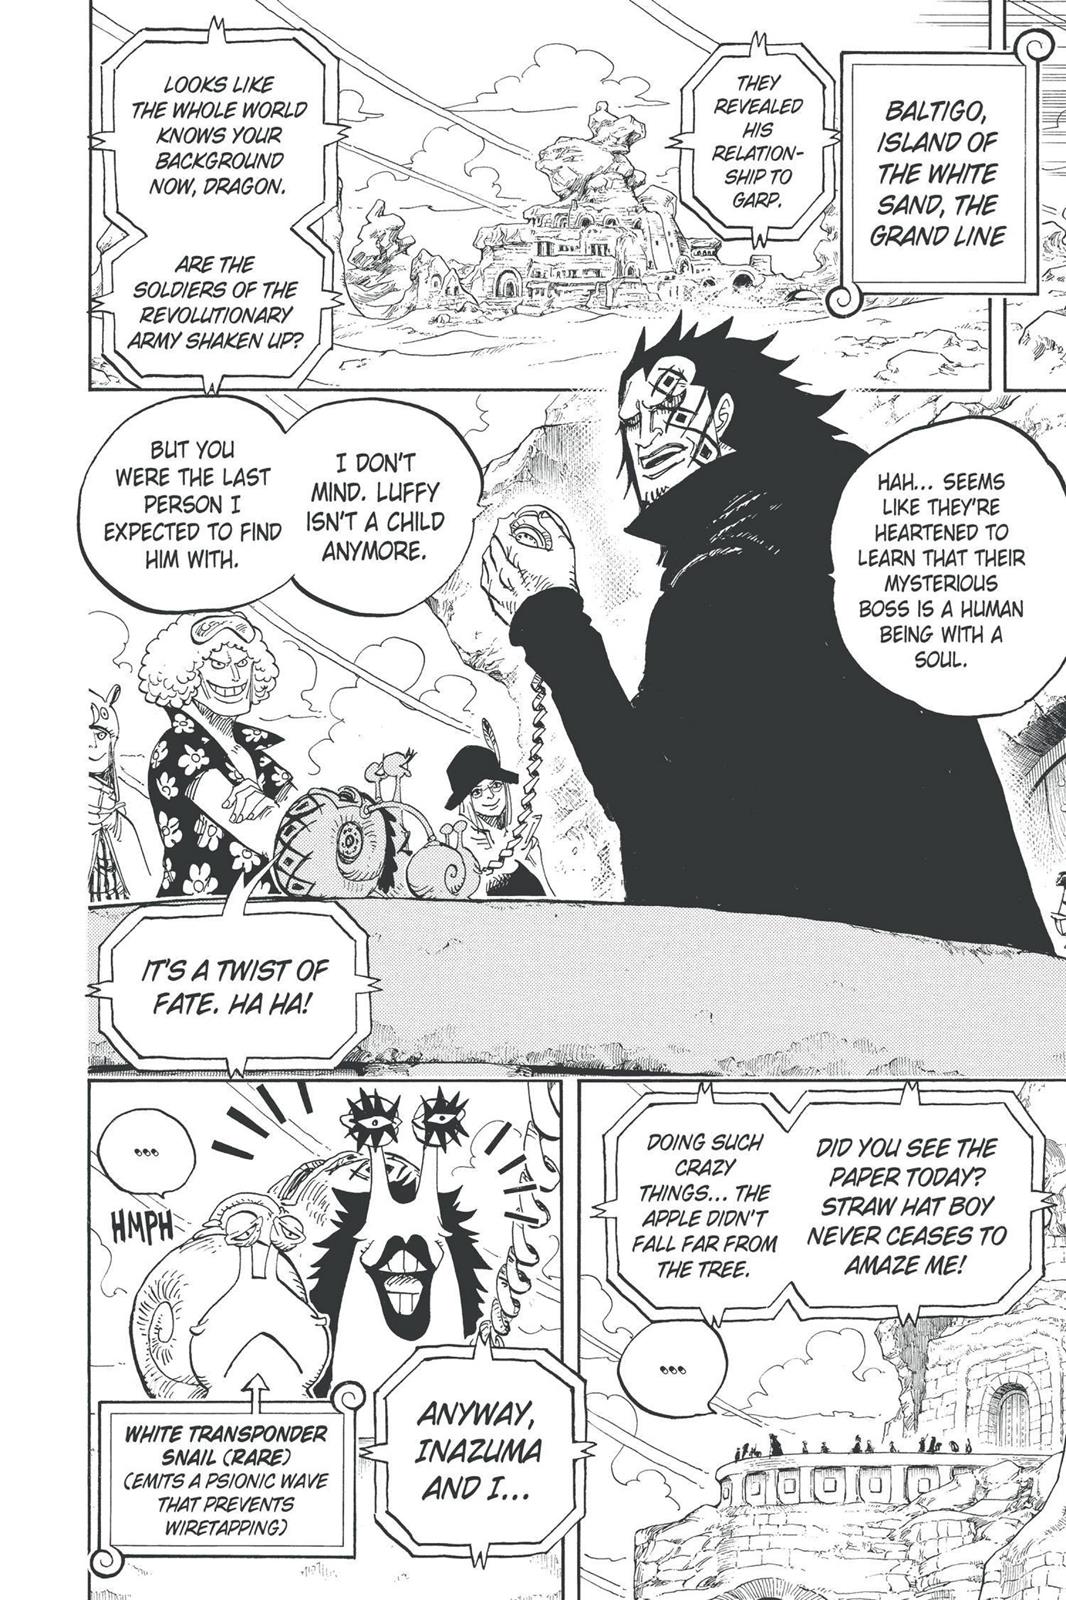 BALTIGO,
ISLAND OF
THE WHITE
SAND, THE
GRAND LINE
THEY
REVEALED
HIS
RELATION-
SHIP TO
GARP.
LOOKS LIKE
THE WHOLE WORLD
KNOWS YOUR
BACKGROUND
NOW, DRAGON.
ARE THE
SOLDIERS OF THE
REVOLUTIONARY
ARMY SHAKEN UP?
HAH... SEEMS
LIKE THEY'RE
HEARTENED TO
LEARN THAT THEIR
MYSTERIOUS
BOSS IS A HUMAN
BEING WITH A
SOUL.
I DON'T
MIND. LUFFY
ISN'T A CHILD
ANYMORE.
BUT YOU
WERE THE LAST
PERSON I
EXPECTED TO FIND
HIM WITH.
IT'S A TWIST OF
FATE. HA HA!
DID YOU SEE THE
PAPER TODAY?
STRAW HAT BOY
NEVER CEASES TO
AMAZE ME!
DOING SUCH
CRAZY
THINGS... THE
APPLE DIDN'T
FALL FAR FROM
THE TREE.
...
...
HMPH
ANYWAY,
INAZUMA
AND I...
WHITE TRANSPONDER
SNAIL (RARE)
(EMITS A PSIONIC WAVE
THAT PREVENTS
WIRETAPPING)